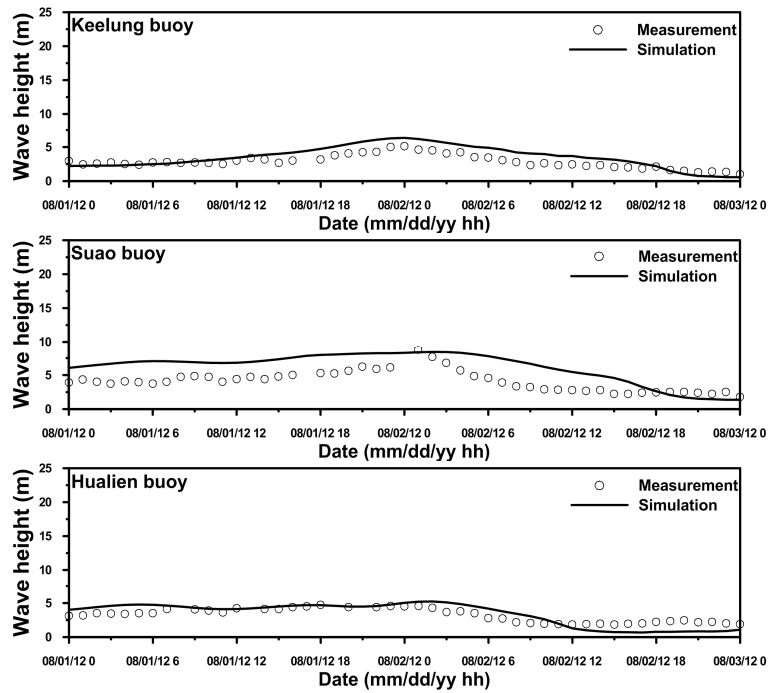 Keelung buoy
Measurement
Simulation
Wave height (m)
25
20
15
10
5
0
08/01/12 0 08/01/12 6 08/01/12 12 08/01/12 18 08/02/12 0 08/02/12 6 08/02/12 12 08/02/12 18 08/03/12 0
Date (mm/dd/yy hh)
Suao buoy
Measurement
Simulation
Wave height (m)
25
20
15
10
5
0
08/01/12 0 08/01/12 6 08/01/12 12 08/01/12 18 08/02/12 0 08/02/12 6 08/02/12 12 08/02/12 18 08/03/12 0
Date (mm/dd/yy hh)
Hualien buoy
Measurement
Simulation
Wave height (m)
25
20
15
10
5
0
08/01/12 0 08/01/12 6 08/01/12 12 08/01/12 18 08/02/12 0 08/02/12 6 08/02/12 12 08/02/12 18 08/03/12 0
Date (mm/dd/yy hh)